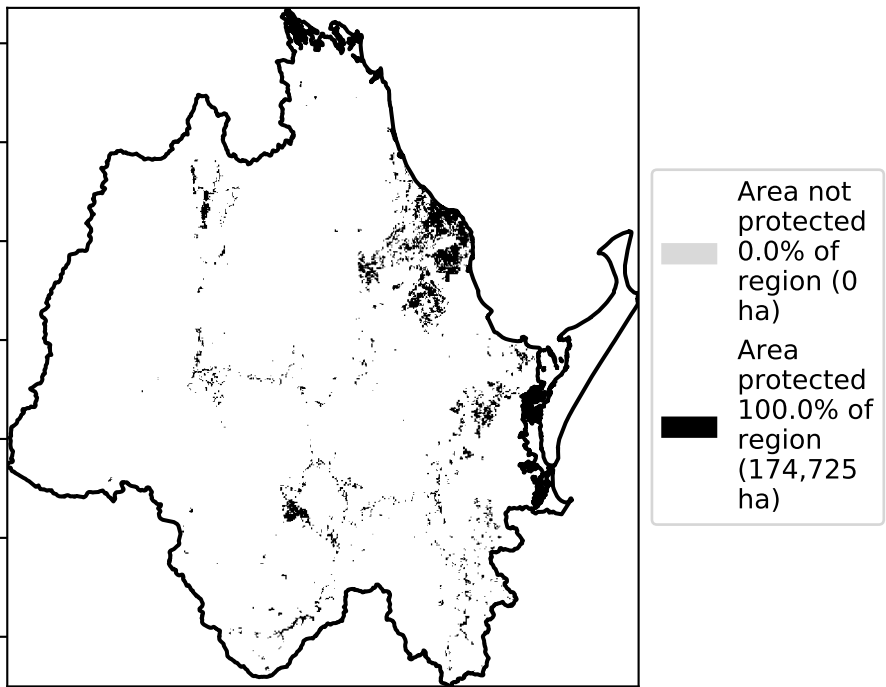 Area not
protected
0.0% of
region (0
ha)
Area
protected
100.0% of
region
(174,725
ha)